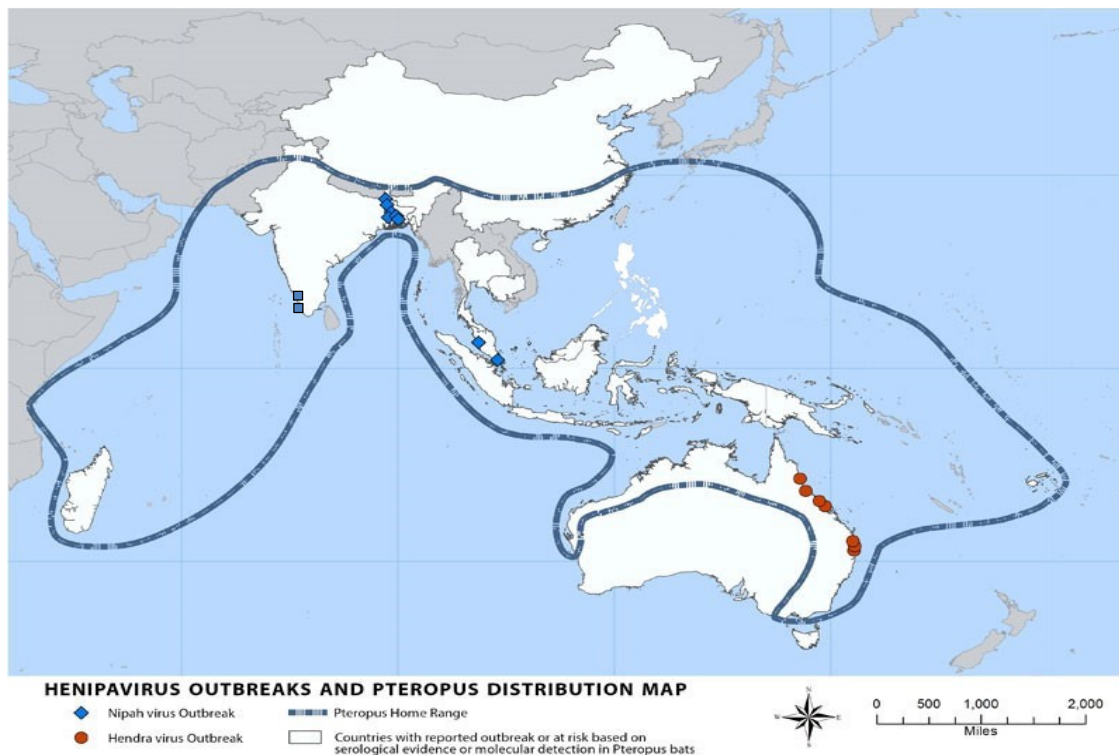 HENIPAVIRUS OUTBREAKS AND PTEROPUS DISTRIBUTION MAP
Nipah virus Outbreak
Hendra virus Outbreak
Pteropus Home Range
Countries with reported outbreak or at risk based on
serological evidence or molecular detection in Pteropus bats
N
W E
S
0 500 1,000 2,000
Miles